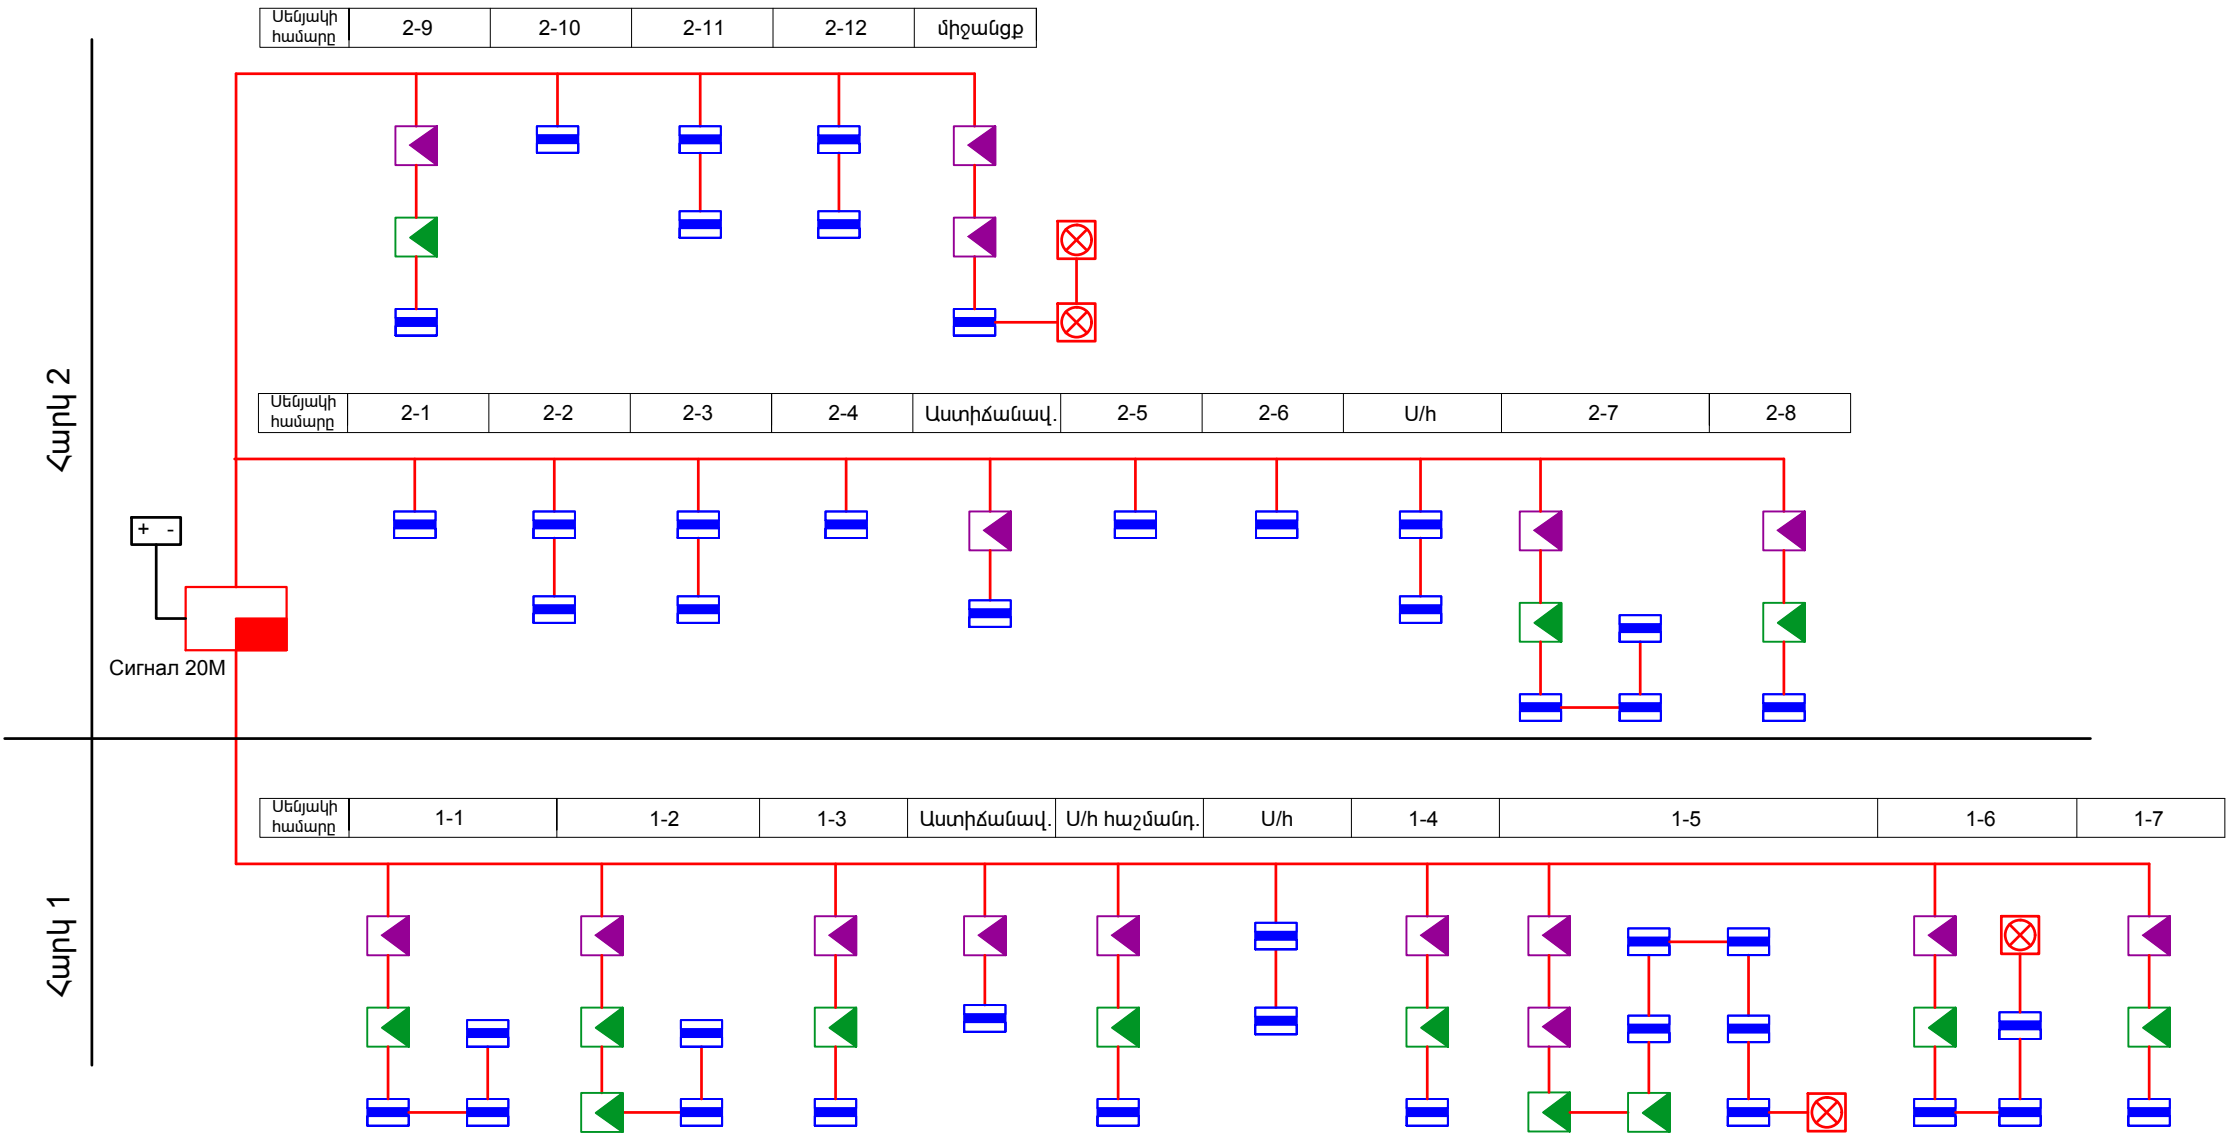 Սենյակի
համարը
2-9
2-10
2-11
2-12
միջանցք
Հարկ 2
Սենյակի
համարը
2-1
2-2
2-3
2-4
Աստիճանավ.
2-5
2-6
Ս/հ
2-7
2-8
+ -
Сигнал 20М
Հարկ 1
Սենյակի
համարը
1-1
1-2
1-3
Աստիճանավ.
Ս/հ հաշմանդ.
Ս/հ
1-4
1-5
1-6
1-7